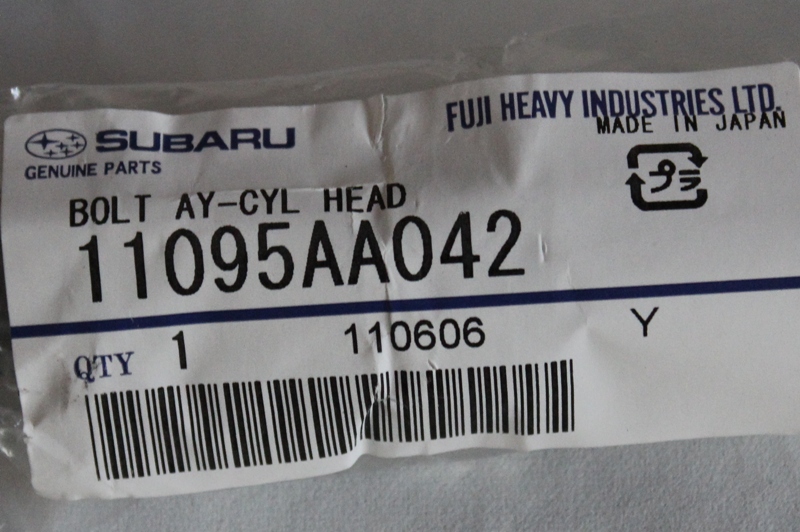 SUBARU
FUJI HEAVY INDUSTRIES LTD.
MADE IN JAPAN
GENUINE PARTS
プラ
BOLT AY-CYL HEAD
11095AA042
QTY 1 110606 Y